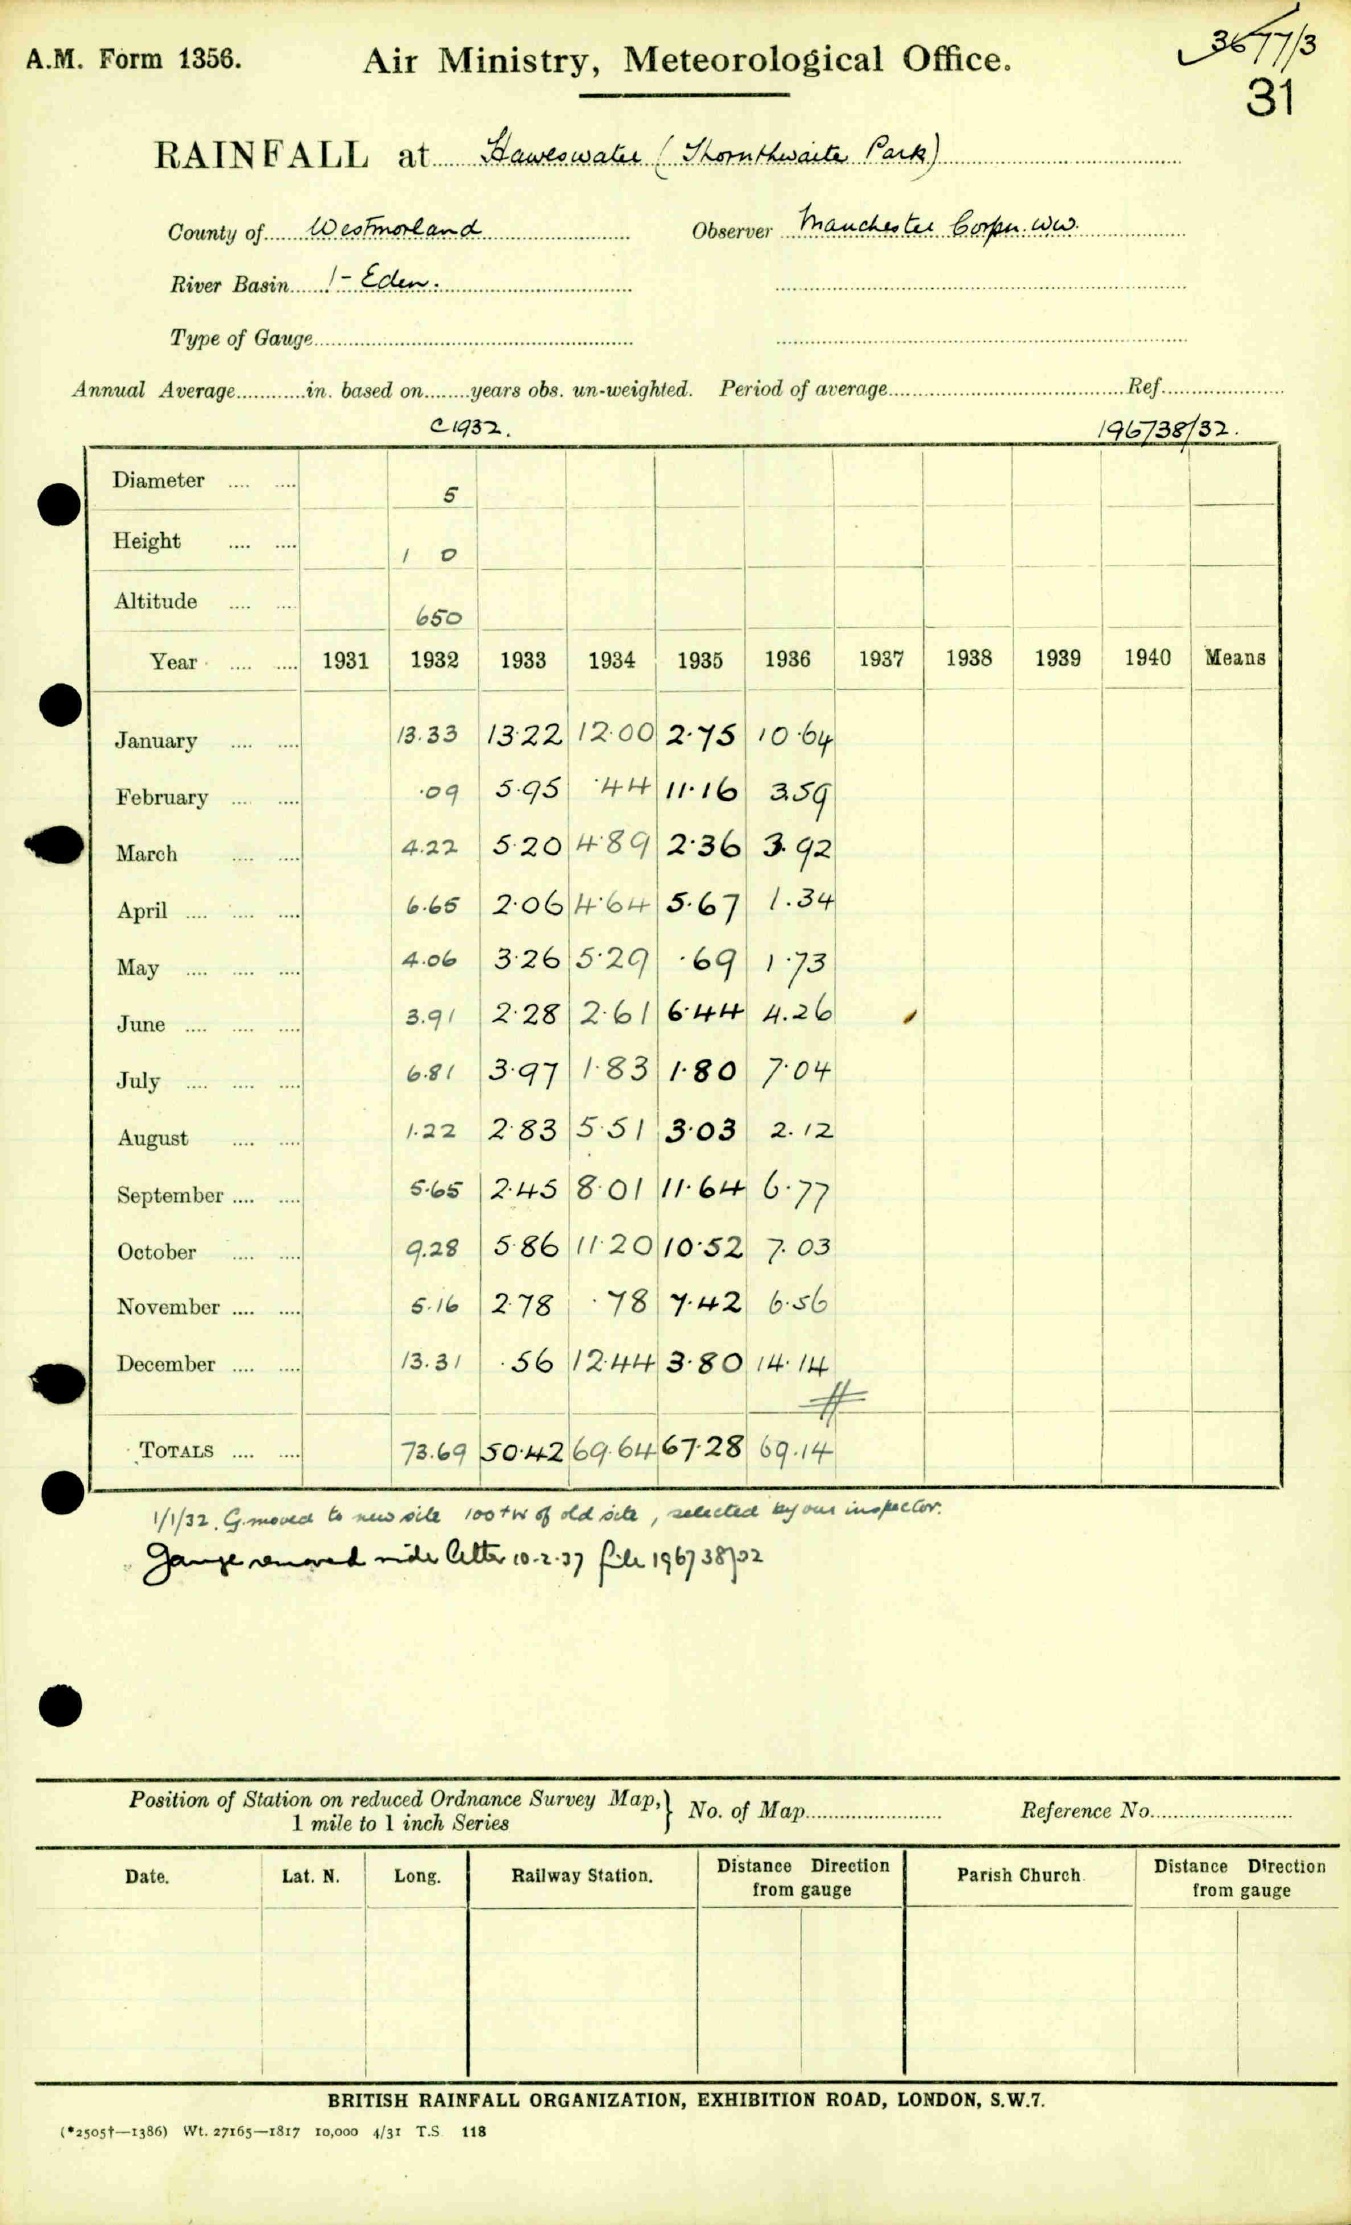 A.M. Form 1356. Air Ministry, Meteorological Office. 3677/3
31
RAINFALL at Haweswater (Thornthwaite Park)
County of Westmorland Observer Manchester Corpn. W.W.
River Basin 1 - Eden.
Type of Gauge
Annual Average in. based on years obs. un-weighted. Period of average Ref.
C1932. 196738/32.
Diameter 5
Height 1 0
Altitude 650
Year 1931 1932 1933 1934 1935 1936 1937 1938 1939 1940 Means
January 13.33 13.22 12.00 2.75 10.64
February .09 5.95 .44 11.16 3.59
March 4.22 5.20 4.89 2.36 3.92
April 6.65 2.06 4.64 5.67 1.34
May 4.06 3.26 5.29 .69 1.73
June 3.91 2.28 2.61 6.44 4.26
July 6.81 3.97 1.83 1.80 7.04
August 1.22 2.83 5.51 3.03 2.12
September 5.65 2.45 8.01 11.64 6.77
October 9.28 5.86 11.20 10.52 7.03
November 5.16 2.78 .78 7.42 6.56
December 13.31 .56 12.44 3.80 14.14
TOTALS 73.69 50.42 69.64 67.28 69.14
1/1/32. G. moved to new site 100+ W of old site, selected by our inspector.
Gauge removed vide letter 10-2-37 file 196738/32
Position of Station on reduced Ordnance Survey Map,} No. of Map Reference No.
1 mile to 1 inch Series
Date. Lat. N. Long. Railway Station. Distance Direction from gauge Parish Church Distance Direction from gauge
BRITISH RAINFALL ORGANIZATION, EXHIBITION ROAD, LONDON, S.W.7.
(*2505†—1386) Wt. 27165—1817 10,000 4/31 T.S. 118